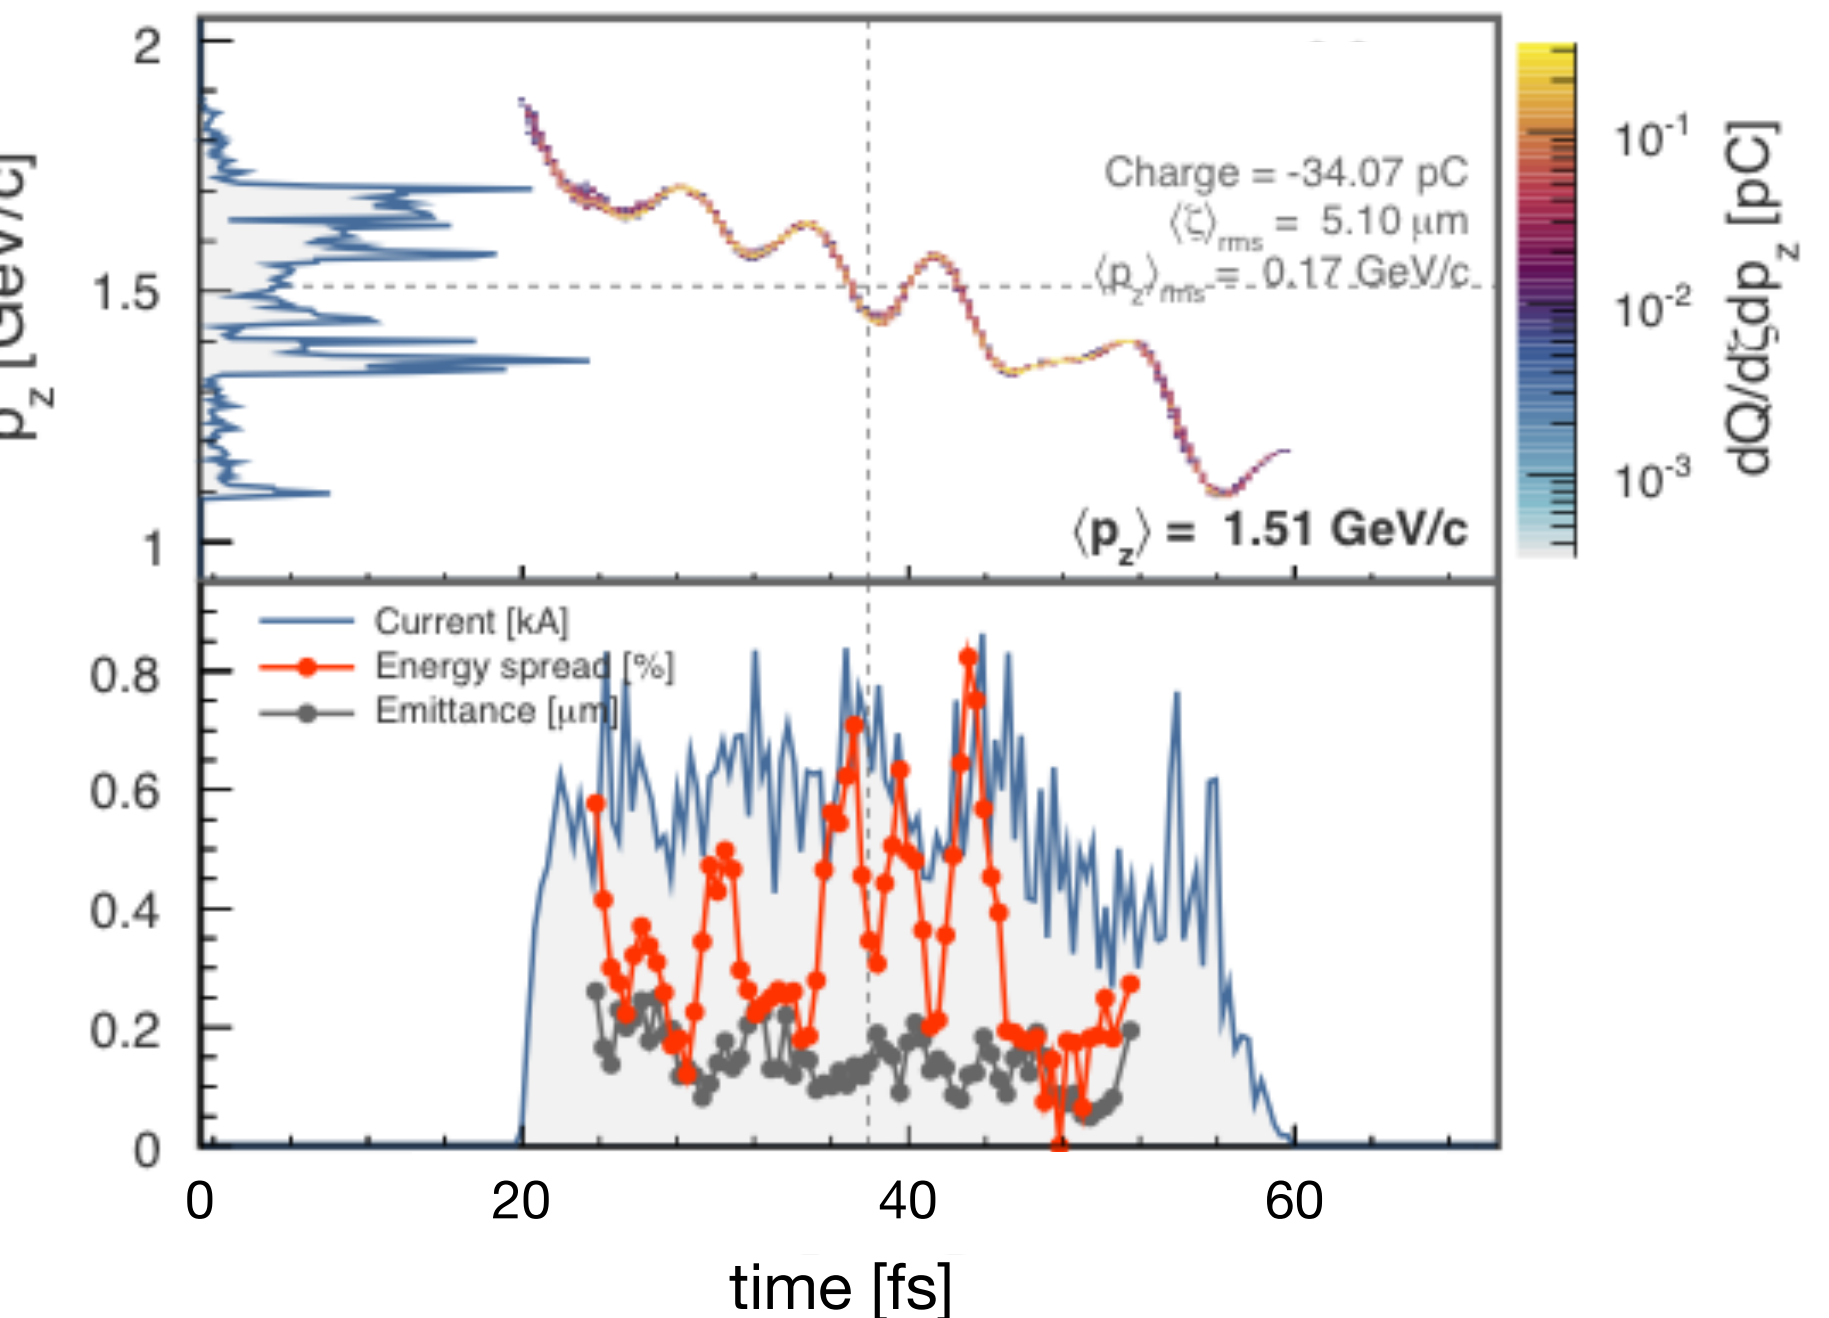 2
1.5
1
p_z [GeV/c]
Charge = -34.07 pC
⟨ζ⟩_rms = 5.10 μm
⟨p_z⟩_rms = 0.17 GeV/c
⟨p_z⟩ = 1.51 GeV/c
10^-1
10^-2
10^-3
dQ/dζdp_z [pC]
Current [kA]
Energy spread [%]
Emittance [μm]
0.8
0.6
0.4
0.2
0
0 20 40 60
time [fs]